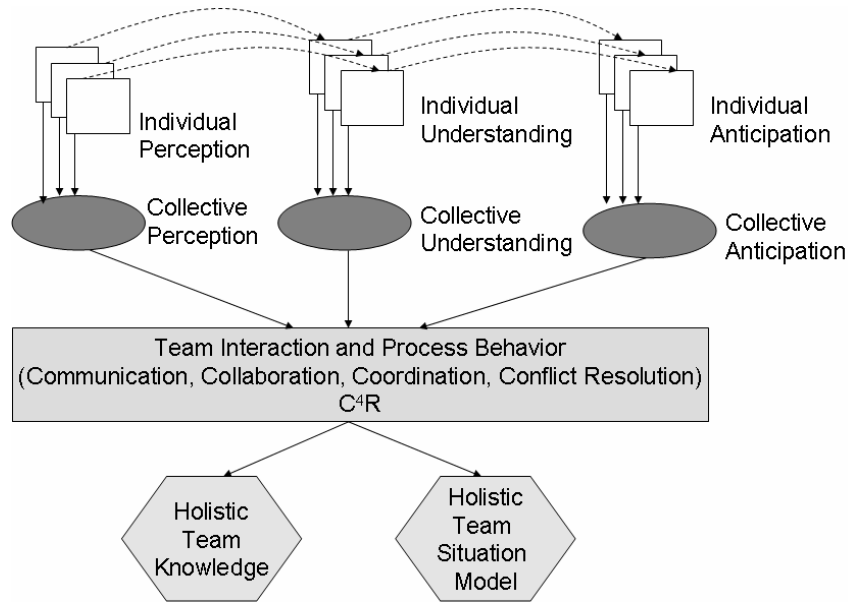 Individual
Perception
Individual
Understanding
Individual
Anticipation
Collective
Perception
Collective
Understanding
Collective
Anticipation
Team Interaction and Process Behavior
(Communication, Collaboration, Coordination, Conflict Resolution)
C⁴R
Holistic
Team
Knowledge
Holistic
Team
Situation
Model